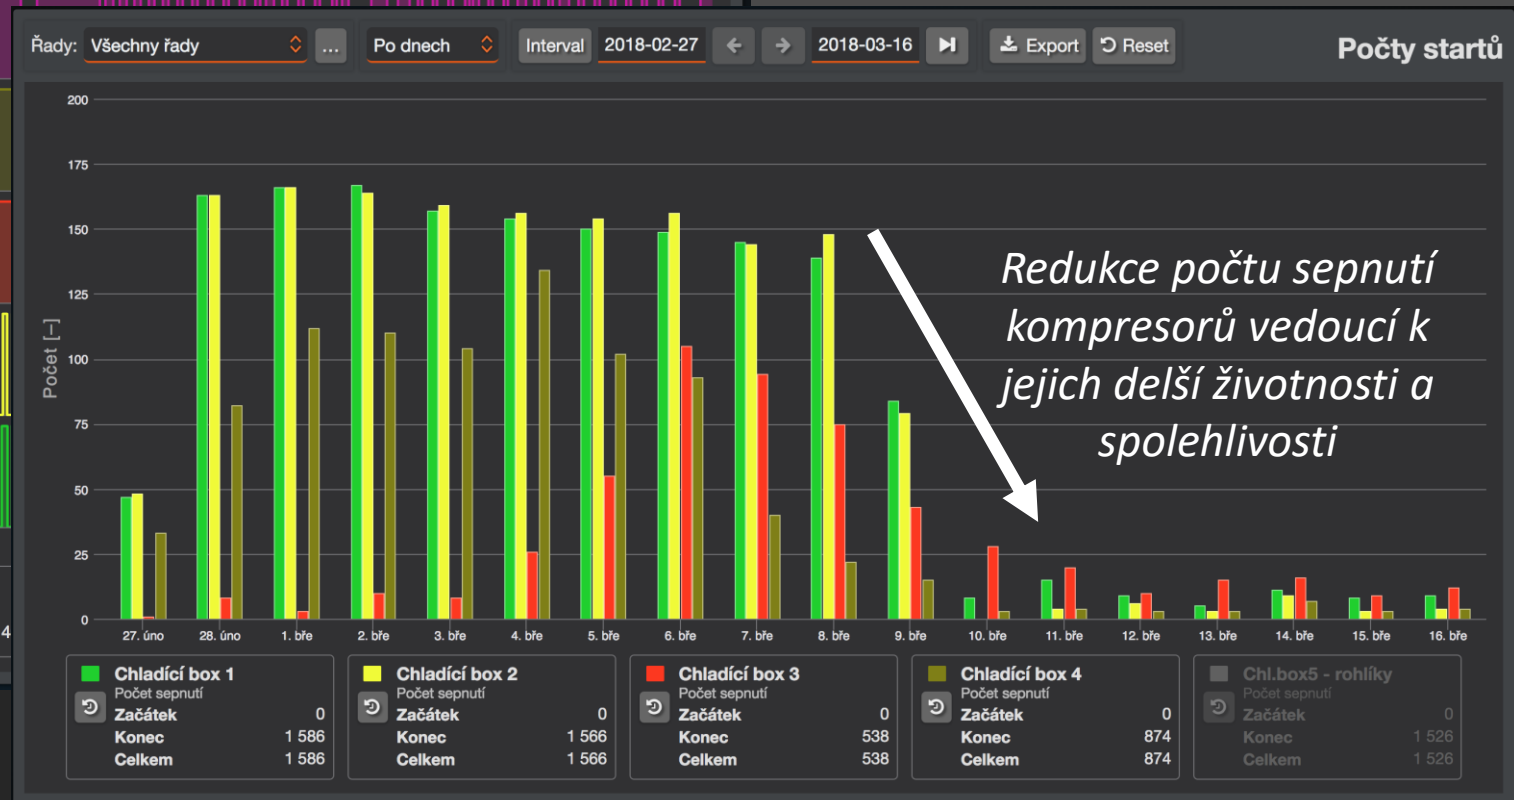 Řady: Všechny řady ... Po dnech Interval 2018-02-27 2018-03-16 Export Reset Počty startů
200
175
150
125
100
75
50
25
0
Počet [–]
Redukce počtu sepnutí
kompresorů vedoucí k
jejich delší životnosti a
spolehlivosti
4
27. úno 28. úno 1. bře 2. bře 3. bře 4. bře 5. bře 6. bře 7. bře 8. bře 9. bře 10. bře 11. bře 12. bře 13. bře 14. bře 15. bře 16. bře
Chladící box 1
Počet sepnutí
Začátek 0
Konec 1 586
Celkem 1 586
Chladící box 2
Počet sepnutí
Začátek 0
Konec 1 566
Celkem 1 566
Chladící box 3
Počet sepnutí
Začátek 0
Konec 538
Celkem 538
Chladící box 4
Počet sepnutí
Začátek 0
Konec 874
Celkem 874
Chl.box5 - rohlíky
Počet sepnutí
Začátek 0
Konec 1 526
Celkem 1 526